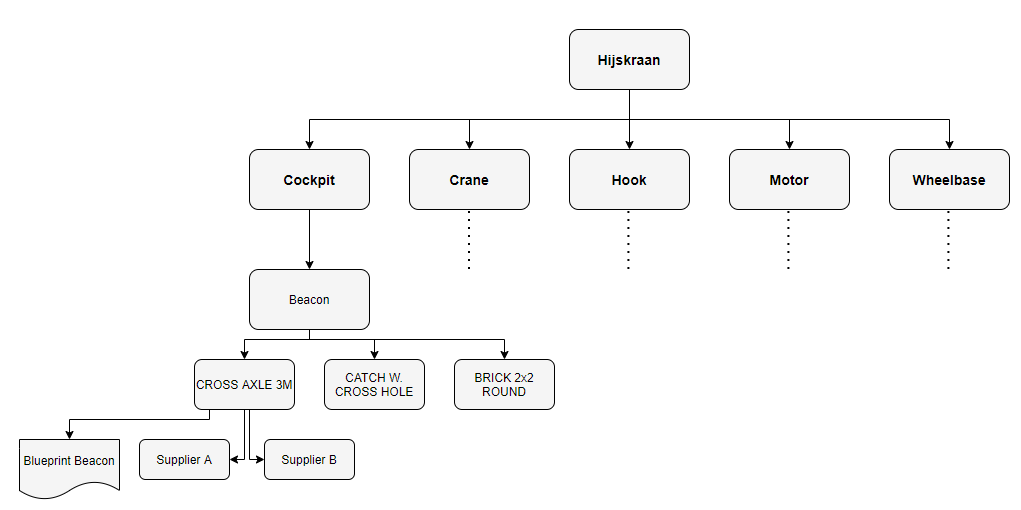 Hijskraan
Cockpit
Crane
Hook
Motor
Wheelbase
Beacon
CROSS AXLE 3M
CATCH W.
CROSS HOLE
BRICK 2x2
ROUND
Blueprint Beacon
Supplier A
Supplier B